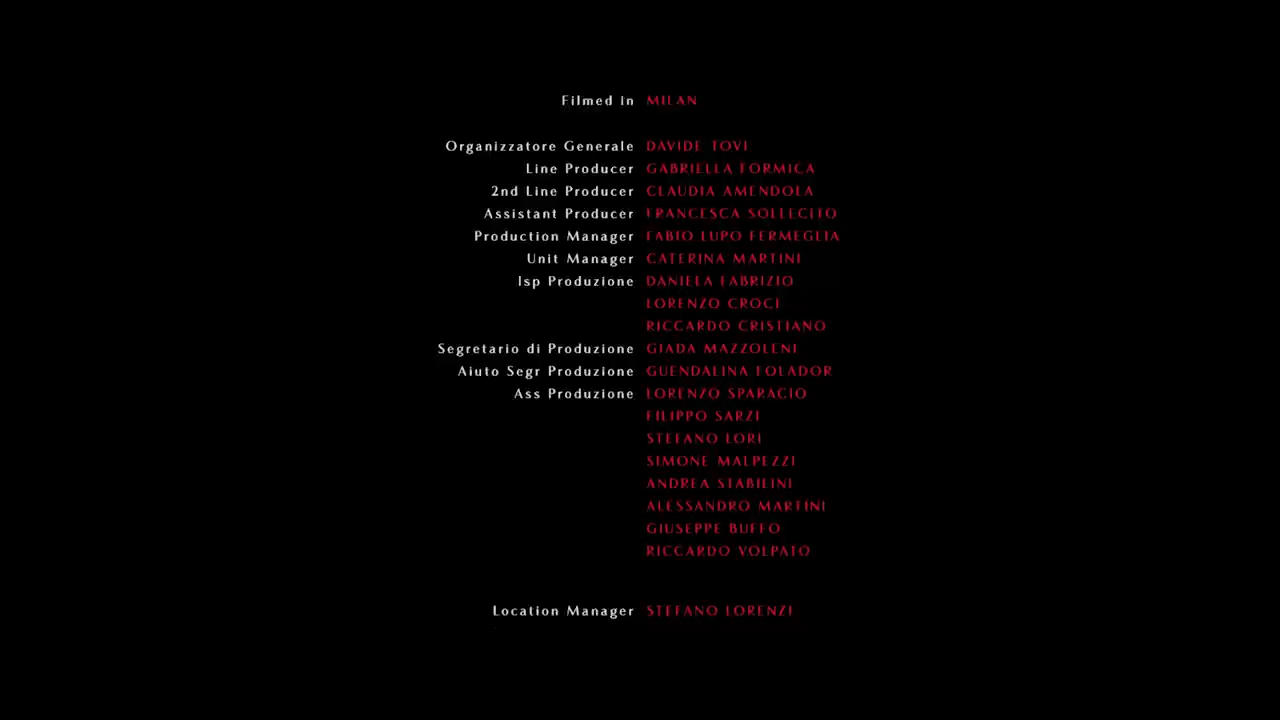 Filmed in MILAN
Organizzatore Generale DAVIDE TOVI
Line Producer GABRIELLA FORMICA
2nd Line Producer CLAUDIA AMENDOLA
Assistant Producer FRANCESCA SOLLECITO
Production Manager FABIO LUPO FERMEGLIA
Unit Manager CATERINA MARTINI
Isp Produzione DANIELA FABRIZIO
LORENZO CROCI
RICCARDO CRISTIANO
Segretario di Produzione GIADA MAZZOLENI
Aiuto Segr Produzione GUENDALINA FOLADOR
Ass Produzione LORENZO SPARACIO
FILIPPO SARZI
STEFANO LORI
SIMONE MALPEZZI
ANDREA STABILINI
ALESSANDRO MARTINI
GIUSEPPE BUFFO
RICCARDO VOLPATO
Location Manager STEFANO LORENZI